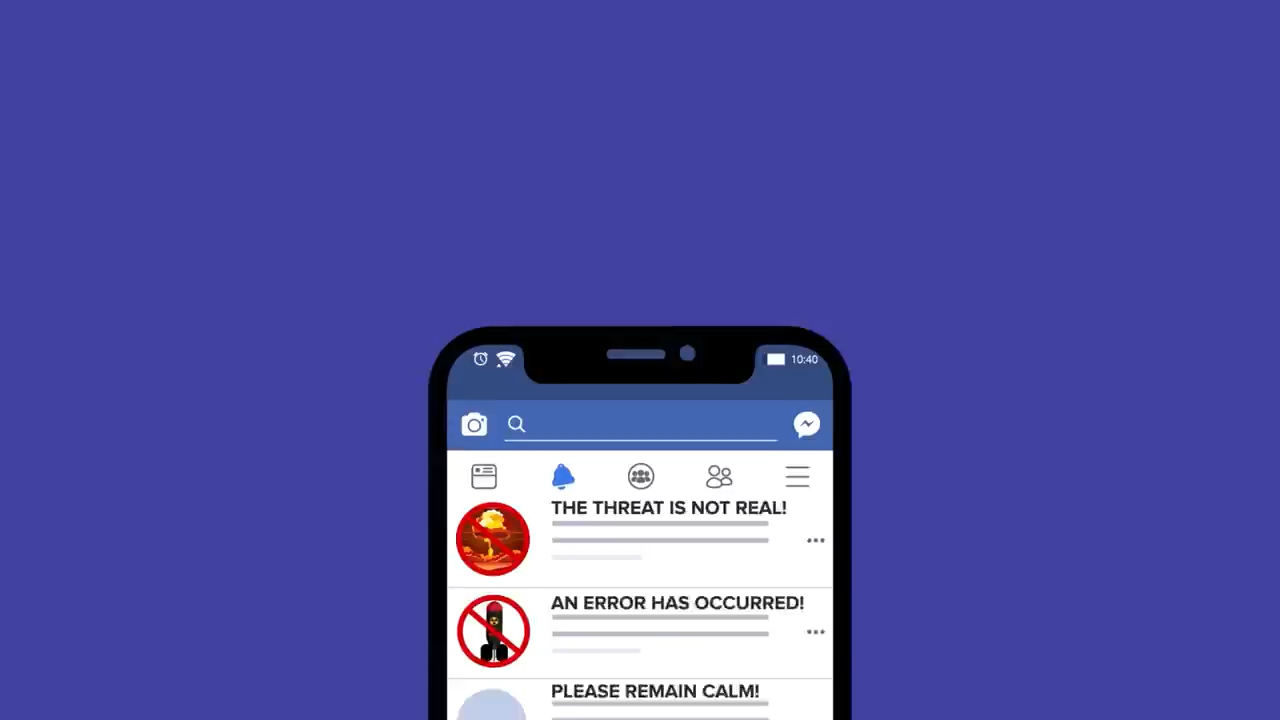 10:40
THE THREAT IS NOT REAL!
AN ERROR HAS OCCURRED!
PLEASE REMAIN CALM!